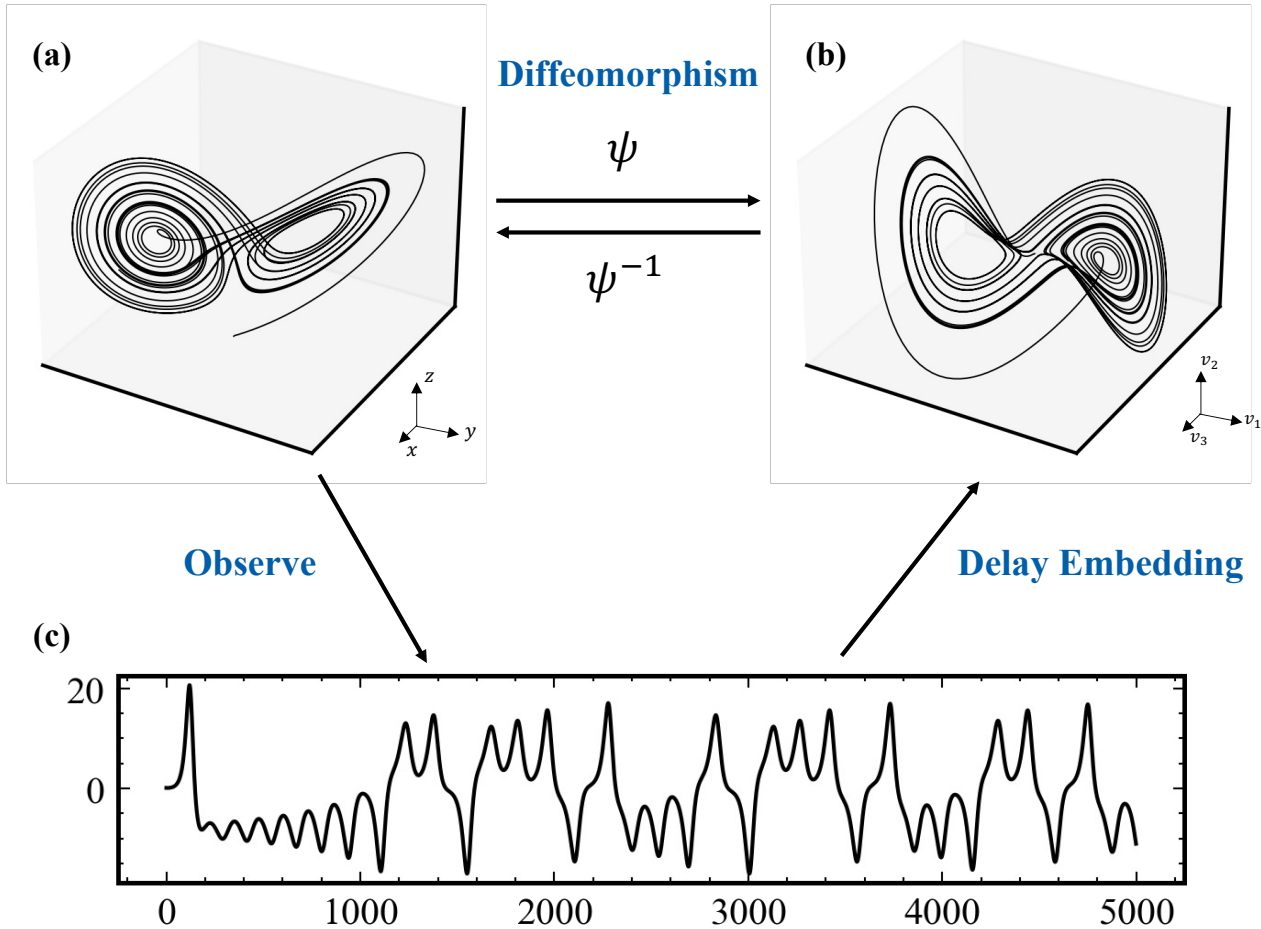 (a)
Diffeomorphism
(b)
ψ
ψ⁻¹
z
y
x
v₂
v₁
v₃
Observe
Delay Embedding
(c)
20
0
0
1000
2000
3000
4000
5000